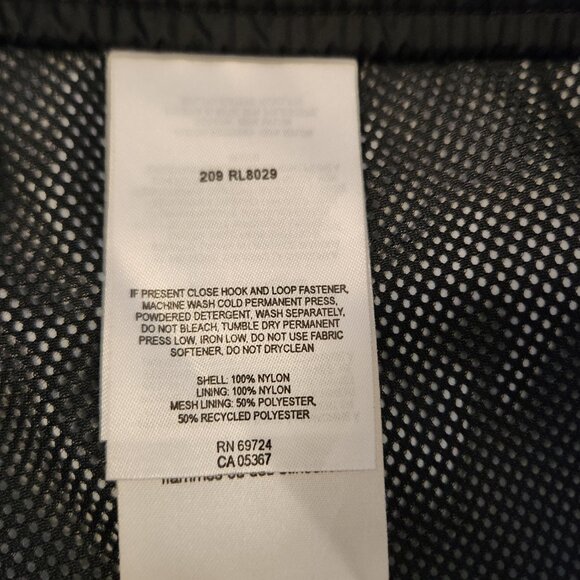 209 RL8029
IF PRESENT CLOSE HOOK AND LOOP FASTENER,
MACHINE WASH COLD PERMANENT PRESS,
POWDERED DETERGENT, WASH SEPARATELY,
DO NOT BLEACH, TUMBLE DRY PERMANENT
PRESS LOW, IRON LOW, DO NOT USE FABRIC
SOFTENER, DO NOT DRYCLEAN
SHELL: 100% NYLON
LINING: 100% NYLON
MESH LINING: 50% POLYESTER,
50% RECYCLED POLYESTER
RN 69724
CA 05367